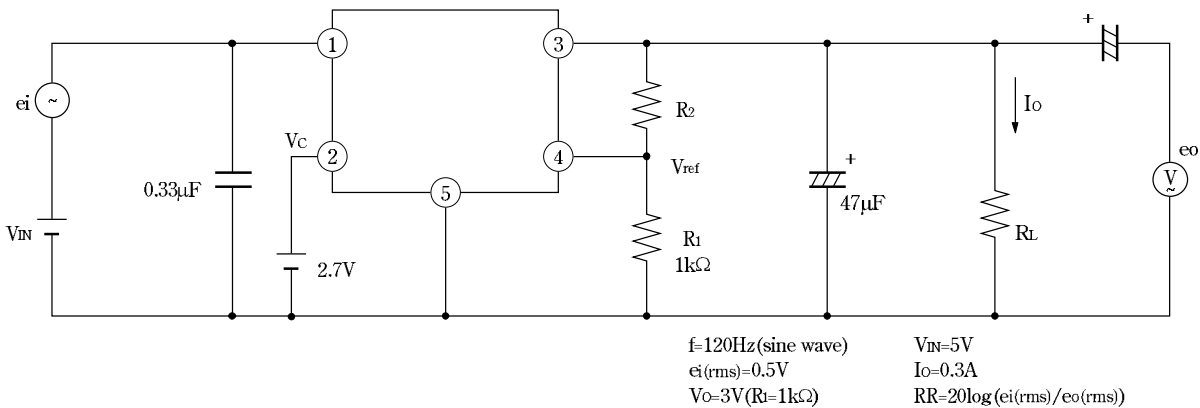 +
1
3
ei
~
R2
IO
VC
2
4
Vref
eo
V
~
0.33µF
5
+
47µF
VIN
2.7V
R1
1kΩ
RL
f=120Hz(sine wave)
ei(rms)=0.5V
VO=3V(R1=1kΩ)
VIN=5V
IO=0.3A
RR=20log(ei(rms)/eo(rms))